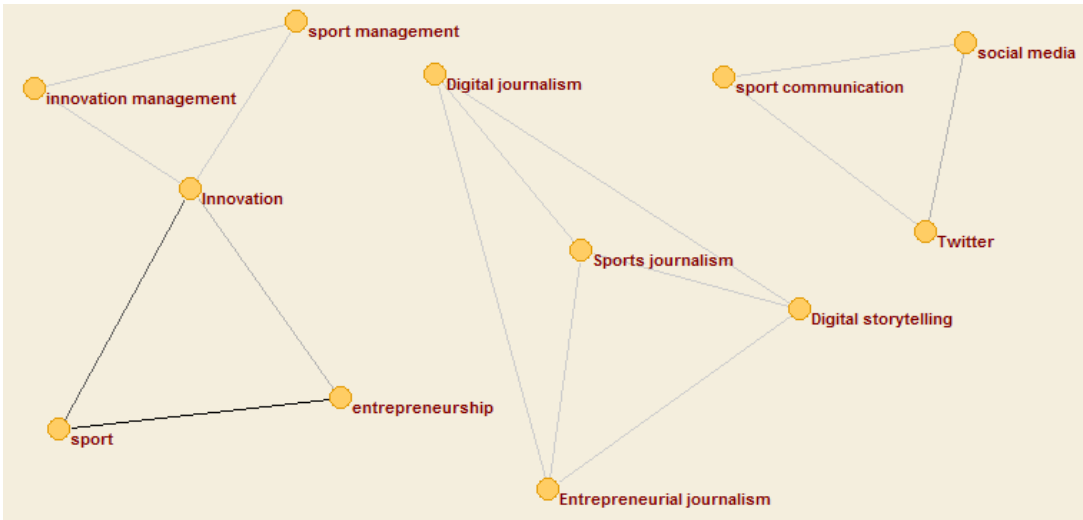 sport management
social media
Digital journalism
sport communication
innovation management
Innovation
Twitter
Sports journalism
Digital storytelling
entrepreneurship
sport
Entrepreneurial journalism